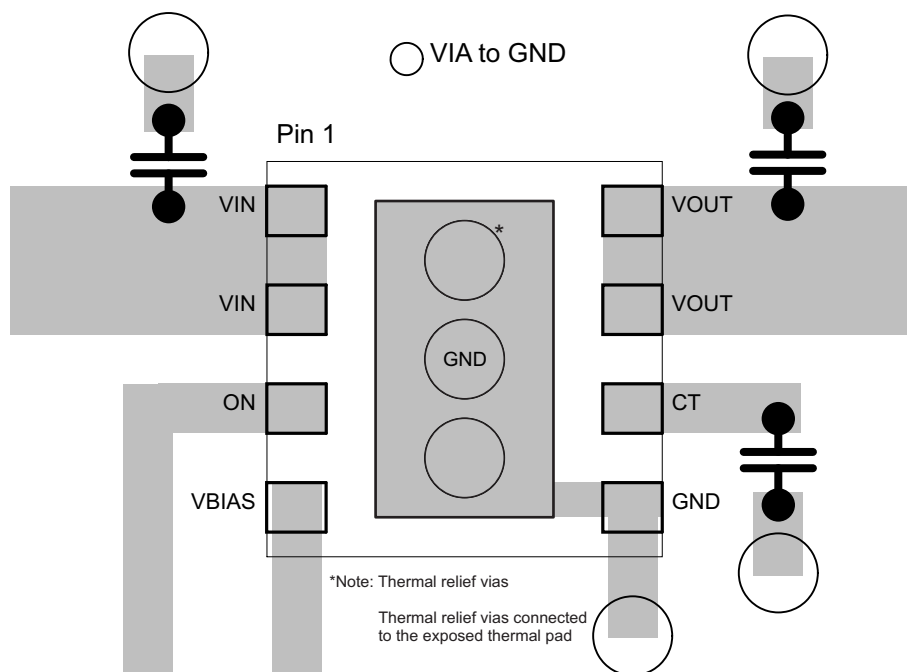 VIA to GND
Pin 1
VIN
VOUT
*
VIN
GND
VOUT
ON
CT
VBIAS
GND
*Note: Thermal relief vias
Thermal relief vias connected
to the exposed thermal pad